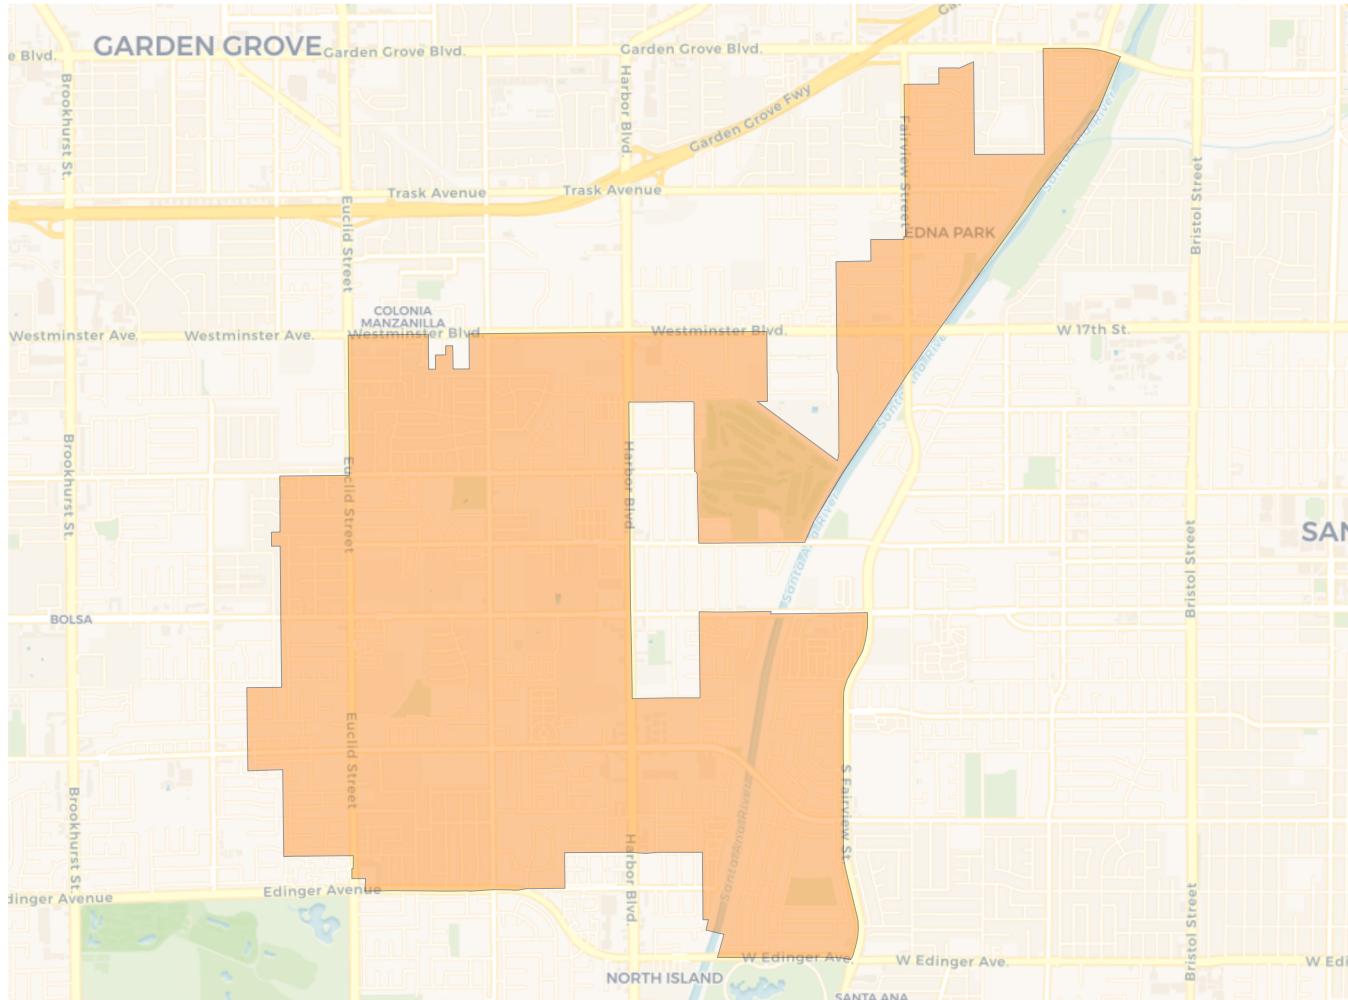 Ga
GARDEN GROVE
e Blvd.
Garden Grove Blvd.
Garden Grove Blvd.
Brookhurst St.
Harbor Blvd.
Garden Grove Fwy
Fairview Street
Santa Ana River
Trask Avenue
Trask Avenue
Euclid Street
Bristol Street
EDNA PARK
COLONIA
MANZANILLA
Westminster Ave.
Westminster Ave.
Westminster Blvd.
Westminster Blvd.
W 17th St.
Santa Ana River
Brookhurst St.
Euclid Street
Harbor Blvd.
Santa Ana River
Bristol Street
SAN
BOLSA
Euclid Street
Brookhurst St.
Harbor Blvd.
Santa Ana River
S Fairview St
Bristol Street
dinger Avenue
Edinger Avenue
W Edinger Ave.
W Edinger Ave.
W Edi
NORTH ISLAND
SANTA ANA